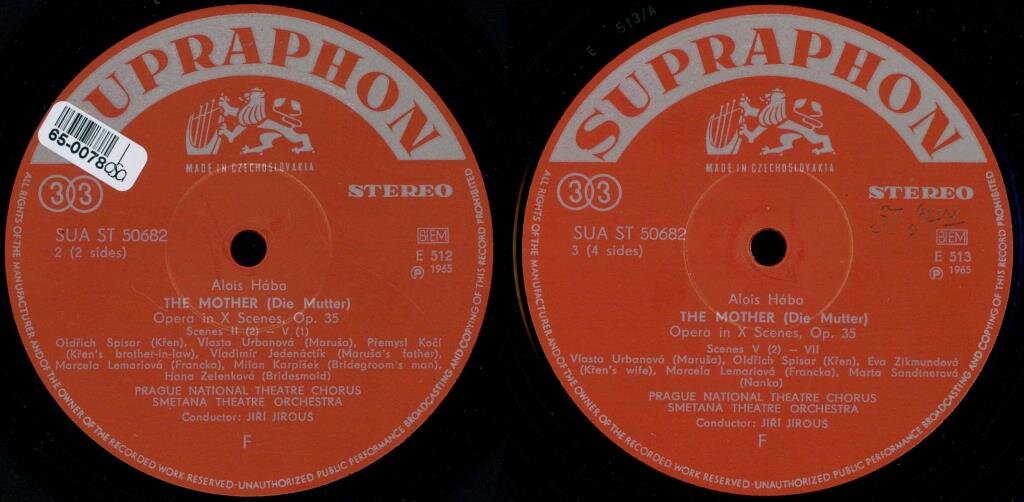 SUPRAPHON
65-0078
MADE IN CZECHOSLOVAKIA
33
STEREO
SUA ST 50682
2 (2 sides)
BIEM
E 512
℗ 1965
Alois Hába
THE MOTHER (Die Mutter)
Opera in X Scenes, Op. 35
Scenes II (2) – V (1)
Oldřich Spisar (Křen), Vlasta Urbanová (Maruša), Přemysl Kočí
(Křen's brother-in-law), Vladimír Jedenáctík (Maruša's father),
Marcela Lemariová (Francka), Milan Karpíšek (Bridegroom's man),
Hana Zelenková (Bridesmaid)
PRAGUE NATIONAL THEATRE CHORUS
SMETANA THEATRE ORCHESTRA
Conductor: JIŘÍ JIROUŠ
F
ALL RIGHTS OF THE MANUFACTURER AND OF THE OWNER OF THE RECORDED WORK RESERVED·UNAUTHORIZED PUBLIC PERFORMANCE BROADCASTING AND COPYING OF THIS RECORD PROHIBITED
E 513/A
SUPRAPHON
MADE IN CZECHOSLOVAKIA
33
STEREO
SUA ST 50682
3 (4 sides)
BIEM
E 513
℗ 1965
Alois Hába
THE MOTHER (Die Mutter)
Opera in X Scenes, Op. 35
Scenes V (2) – VII
Vlasta Urbanová (Maruša), Oldřich Spisar (Křen), Eva Zikmundová
(Křen's wife), Marcela Lemariová (Francka), Marta Sandtnerová
(Nanka)
PRAGUE NATIONAL THEATRE CHORUS
SMETANA THEATRE ORCHESTRA
Conductor: JIŘÍ JIROUŠ
F
ALL RIGHTS OF THE MANUFACTURER AND OF THE OWNER OF THE RECORDED WORK RESERVED·UNAUTHORIZED PUBLIC PERFORMANCE BROADCASTING AND COPYING OF THIS RECORD PROHIBITED